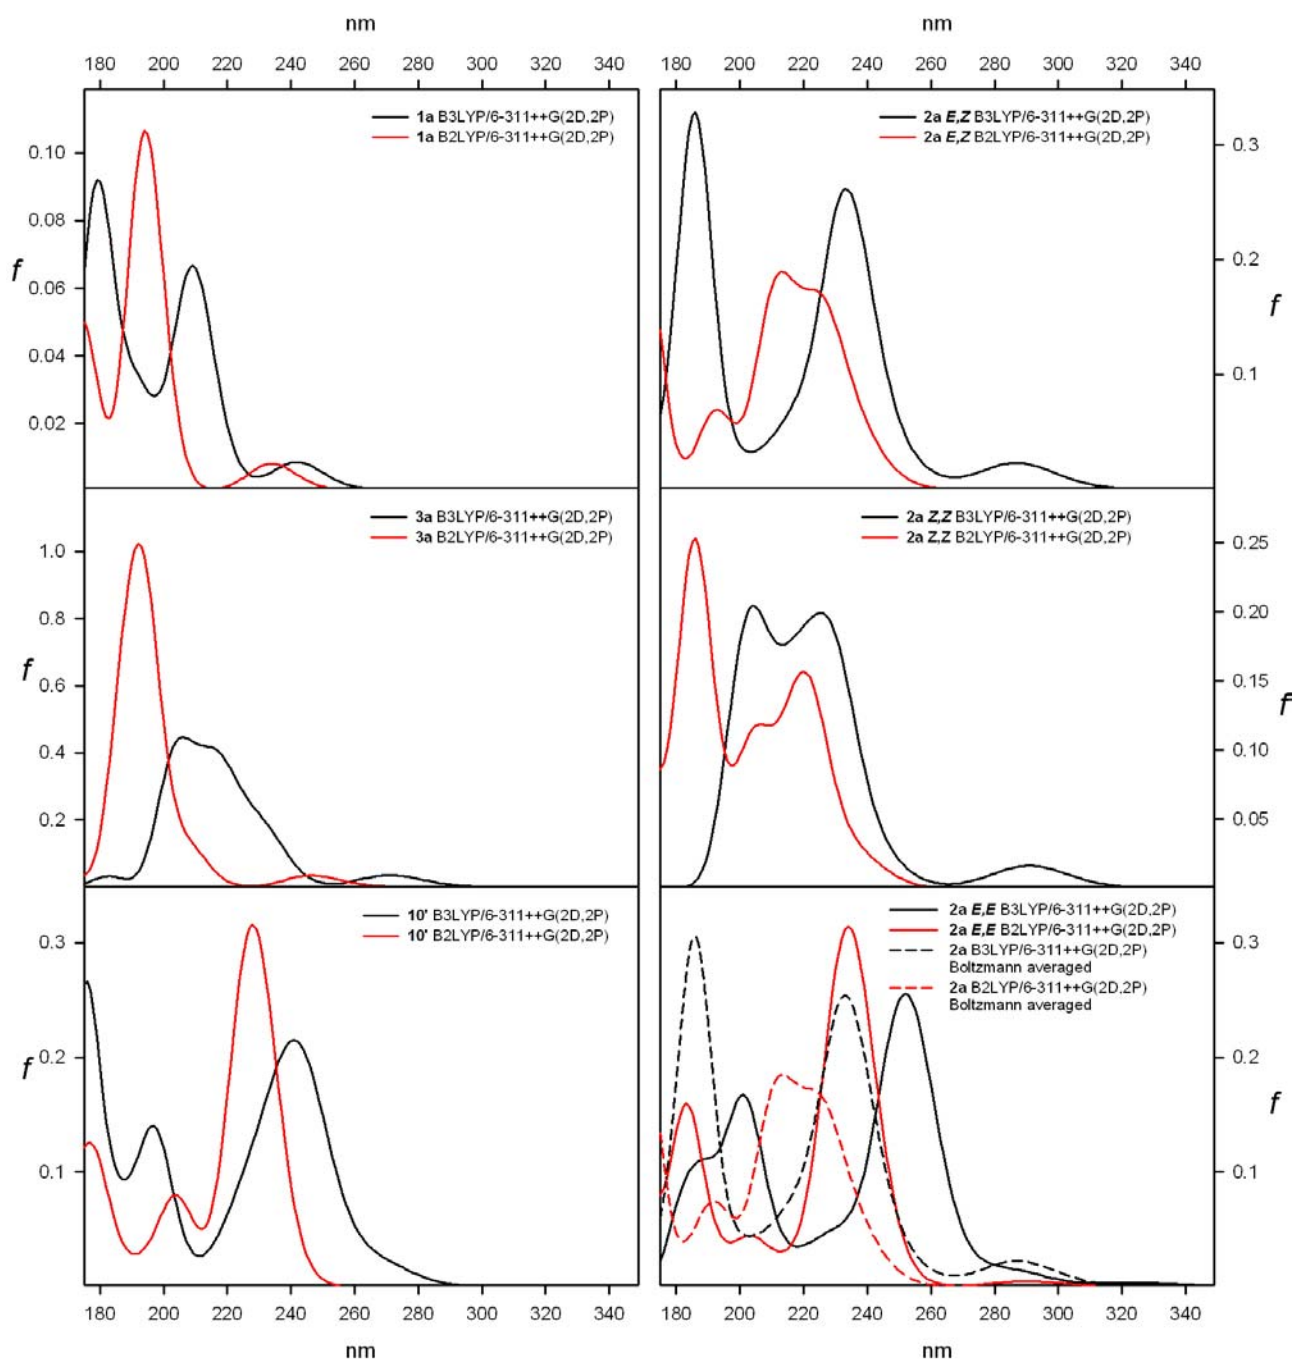 nm
nm
180 200 220 240 260 280 300 320 340
180 200 220 240 260 280 300 320 340
1a B3LYP/6-311++G(2D,2P)
1a B2LYP/6-311++G(2D,2P)
0.10
0.08
0.06
0.04
0.02
f
2a E,Z B3LYP/6-311++G(2D,2P)
2a E,Z B2LYP/6-311++G(2D,2P)
0.3
0.2
0.1
f
3a B3LYP/6-311++G(2D,2P)
3a B2LYP/6-311++G(2D,2P)
1.0
0.8
0.6
0.4
0.2
f
2a Z,Z B3LYP/6-311++G(2D,2P)
2a Z,Z B2LYP/6-311++G(2D,2P)
0.25
0.20
0.15
0.10
0.05
f
10' B3LYP/6-311++G(2D,2P)
10' B2LYP/6-311++G(2D,2P)
0.3
0.2
0.1
f
2a E,E B3LYP/6-311++G(2D,2P)
2a E,E B2LYP/6-311++G(2D,2P)
2a B3LYP/6-311++G(2D,2P)
Boltzmann averaged
2a B2LYP/6-311++G(2D,2P)
Boltzmann averaged
0.3
0.2
0.1
f
180 200 220 240 260 280 300 320 340
180 200 220 240 260 280 300 320 340
nm
nm